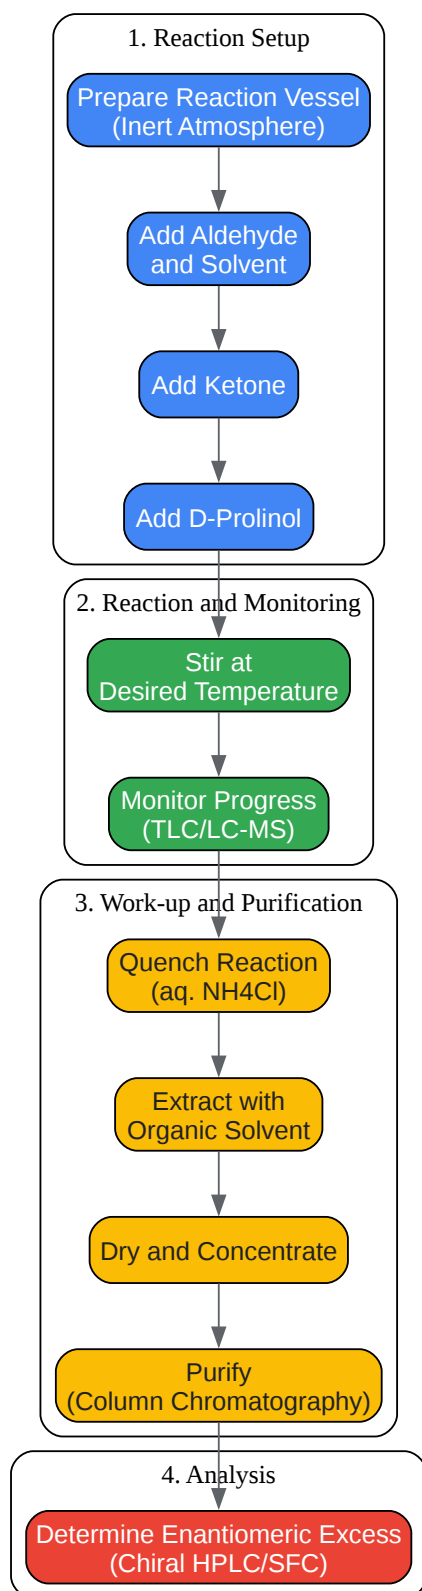 1. Reaction Setup
Prepare Reaction Vessel
(Inert Atmosphere)
Add Aldehyde
and Solvent
Add Ketone
Add D-Prolinol
2. Reaction and Monitoring
Stir at
Desired Temperature
Monitor Progress
(TLC/LC-MS)
3. Work-up and Purification
Quench Reaction
(aq. NH4Cl)
Extract with
Organic Solvent
Dry and Concentrate
Purify
(Column Chromatography)
4. Analysis
Determine Enantiomeric Excess
(Chiral HPLC/SFC)